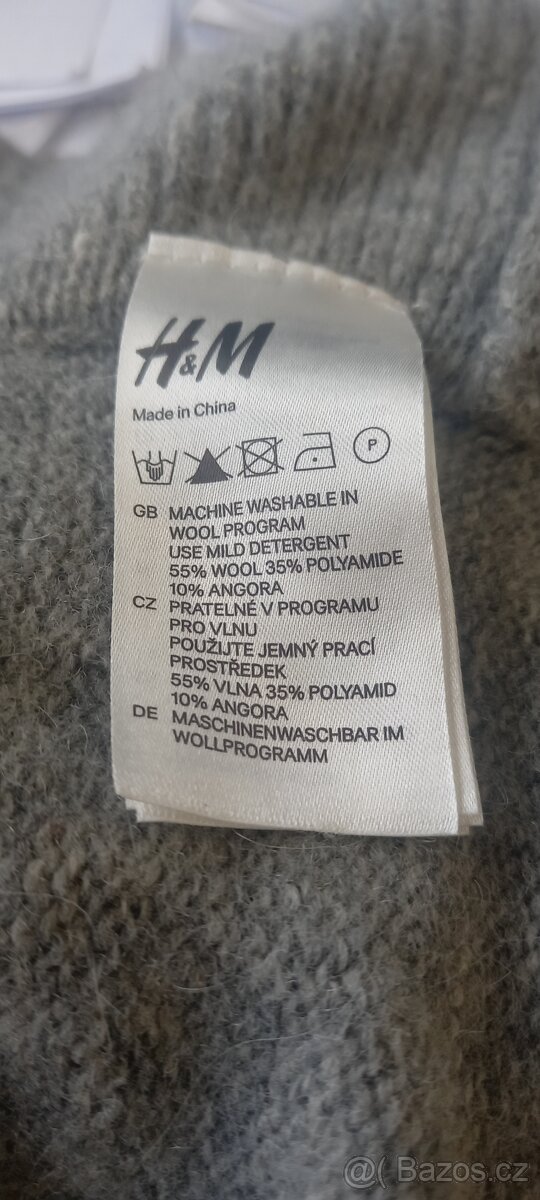 H&M
Made in China
P
GB MACHINE WASHABLE IN
WOOL PROGRAM
USE MILD DETERGENT
55% WOOL 35% POLYAMIDE
10% ANGORA
CZ PRATELNÉ V PROGRAMU
PRO VLNU
POUŽIJTE JEMNÝ PRACÍ
PROSTŘEDEK
55% VLNA 35% POLYAMID
10% ANGORA
DE MASCHINENWASCHBAR IM
WOLLPROGRAMM
@( Bazos.cz